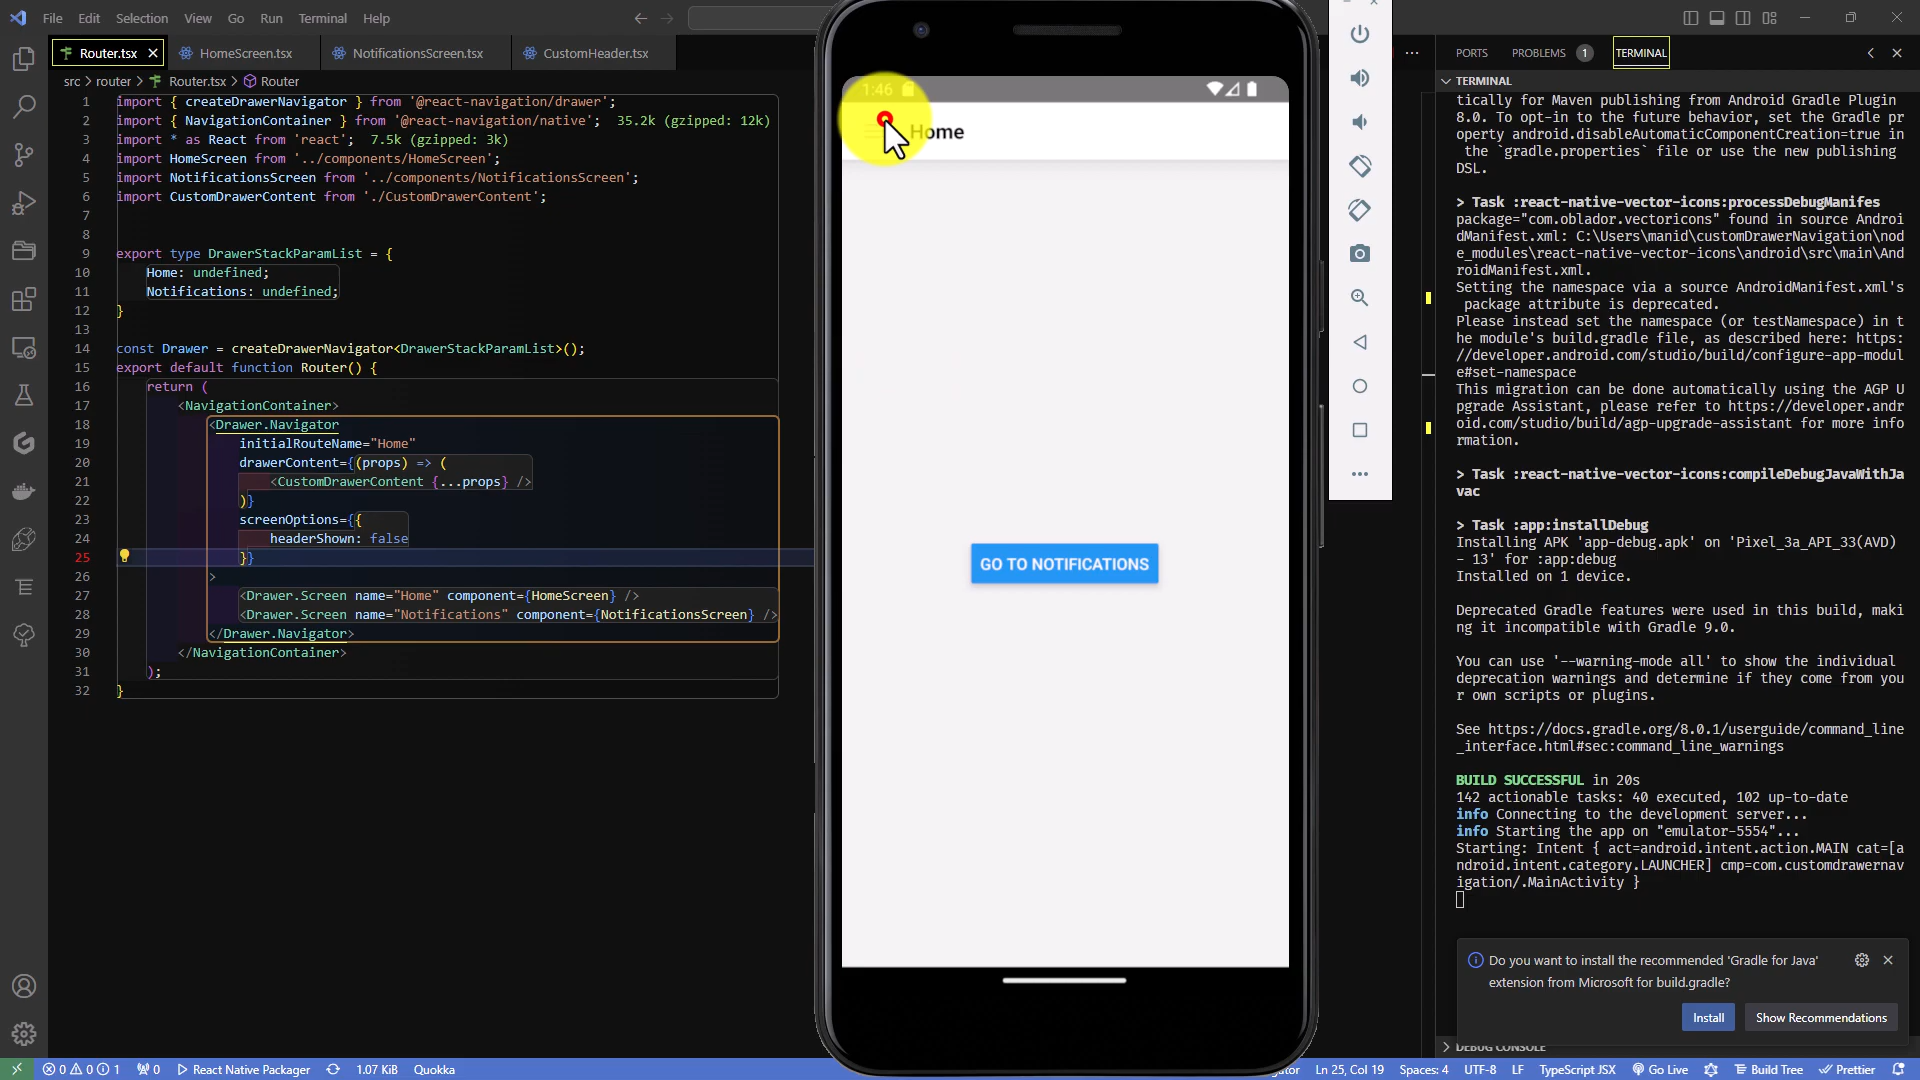 File Edit Selection View Go Run Terminal Help
Router.tsx HomeScreen.tsx NotificationsScreen.tsx CustomHeader.tsx
src > router > Router.tsx > Router
1 import { createDrawerNavigator } from '@react-navigation/drawer';
2 import { NavigationContainer } from '@react-navigation/native'; 35.2k (gzipped: 12k)
3 import * as React from 'react'; 7.5k (gzipped: 3k)
4 import HomeScreen from '../components/HomeScreen';
5 import NotificationsScreen from '../components/NotificationsScreen';
6 import CustomDrawerContent from './CustomDrawerContent';
7
8
9 export type DrawerStackParamList = {
10 Home: undefined;
11 Notifications: undefined;
12 }
13
14 const Drawer = createDrawerNavigator<DrawerStackParamList>();
15 export default function Router() {
16 return (
17 <NavigationContainer>
18 <Drawer.Navigator
19 initialRouteName="Home"
20 drawerContent={(props) => (
21 <CustomDrawerContent {...props} />
22 )}
23 screenOptions={{
24 headerShown: false
25 }}
26 >
27 <Drawer.Screen name="Home" component={HomeScreen} />
28 <Drawer.Screen name="Notifications" component={NotificationsScreen} />
29 </Drawer.Navigator>
30 </NavigationContainer>
31 );
32 }
1:46
Home
GO TO NOTIFICATIONS
PORTS PROBLEMS 1 TERMINAL
TERMINAL
tically for Maven publishing from Android Gradle Plugin
8.0. To opt-in to the future behavior, set the Gradle pr
operty android.disableAutomaticComponentCreation=true in
the `gradle.properties` file or use the new publishing
DSL.
> Task :react-native-vector-icons:processDebugManifes
package="com.oblador.vectoricons" found in source Androi
dManifest.xml: C:\Users\manid\customDrawerNavigation\nod
e_modules\react-native-vector-icons\android\src\main\And
roidManifest.xml.
Setting the namespace via a source AndroidManifest.xml's
package attribute is deprecated.
Please instead set the namespace (or testNamespace) in t
he module's build.gradle file, as described here: https:
//developer.android.com/studio/build/configure-app-modul
e#set-namespace
This migration can be done automatically using the AGP U
pgrade Assistant, please refer to https://developer.andr
oid.com/studio/build/agp-upgrade-assistant for more info
rmation.
> Task :react-native-vector-icons:compileDebugJavaWithJa
vac
> Task :app:installDebug
Installing APK 'app-debug.apk' on 'Pixel_3a_API_33(AVD)
- 13' for :app:debug
Installed on 1 device.
Deprecated Gradle features were used in this build, maki
ng it incompatible with Gradle 9.0.
You can use '--warning-mode all' to show the individual
deprecation warnings and determine if they come from you
r own scripts or plugins.
See https://docs.gradle.org/8.0.1/userguide/command_line
_interface.html#sec:command_line_warnings
BUILD SUCCESSFUL in 20s
142 actionable tasks: 40 executed, 102 up-to-date
info Connecting to the development server...
info Starting the app on "emulator-5554"...
Starting: Intent { act=android.intent.action.MAIN cat=[a
ndroid.intent.category.LAUNCHER] cmp=com.customdrawernav
igation/.MainActivity }
Do you want to install the recommended 'Gradle for Java'
extension from Microsoft for build.gradle?
Install Show Recommendations
DEBUG CONSOLE
0 0 1 0 React Native Packager 1.07 KiB Quokka
Ln 25, Col 19 Spaces: 4 UTF-8 LF TypeScript JSX Go Live Build Tree Prettier